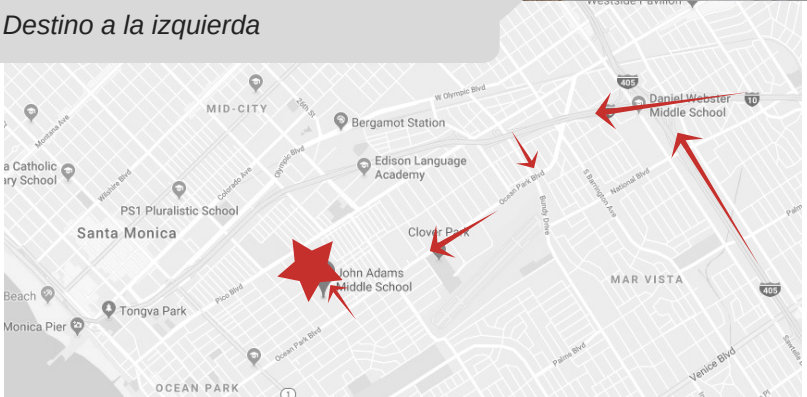 Destino a la izquierda
Westside Pavilion
405
Daniel Webster
Middle School
10
W Olympic Blvd
MID-CITY
26th St
Bergamot Station
Montana Ave
Olympic Blvd
Edison Language
Academy
a Catholic
ary School
Wilshire Blvd
Colorado Ave
PS1 Pluralistic School
Ocean Park Blvd
S Barrington Ave
National Blvd
Bundy Drive
Palm
Santa Monica
Clover Park
John Adams
Middle School
MAR VISTA
405
Beach
Pico Blvd
Tongva Park
Monica Pier
Ocean Park Blvd
Palms Blvd
Venice Blvd
Sawtelle
OCEAN PARK
1
Pl